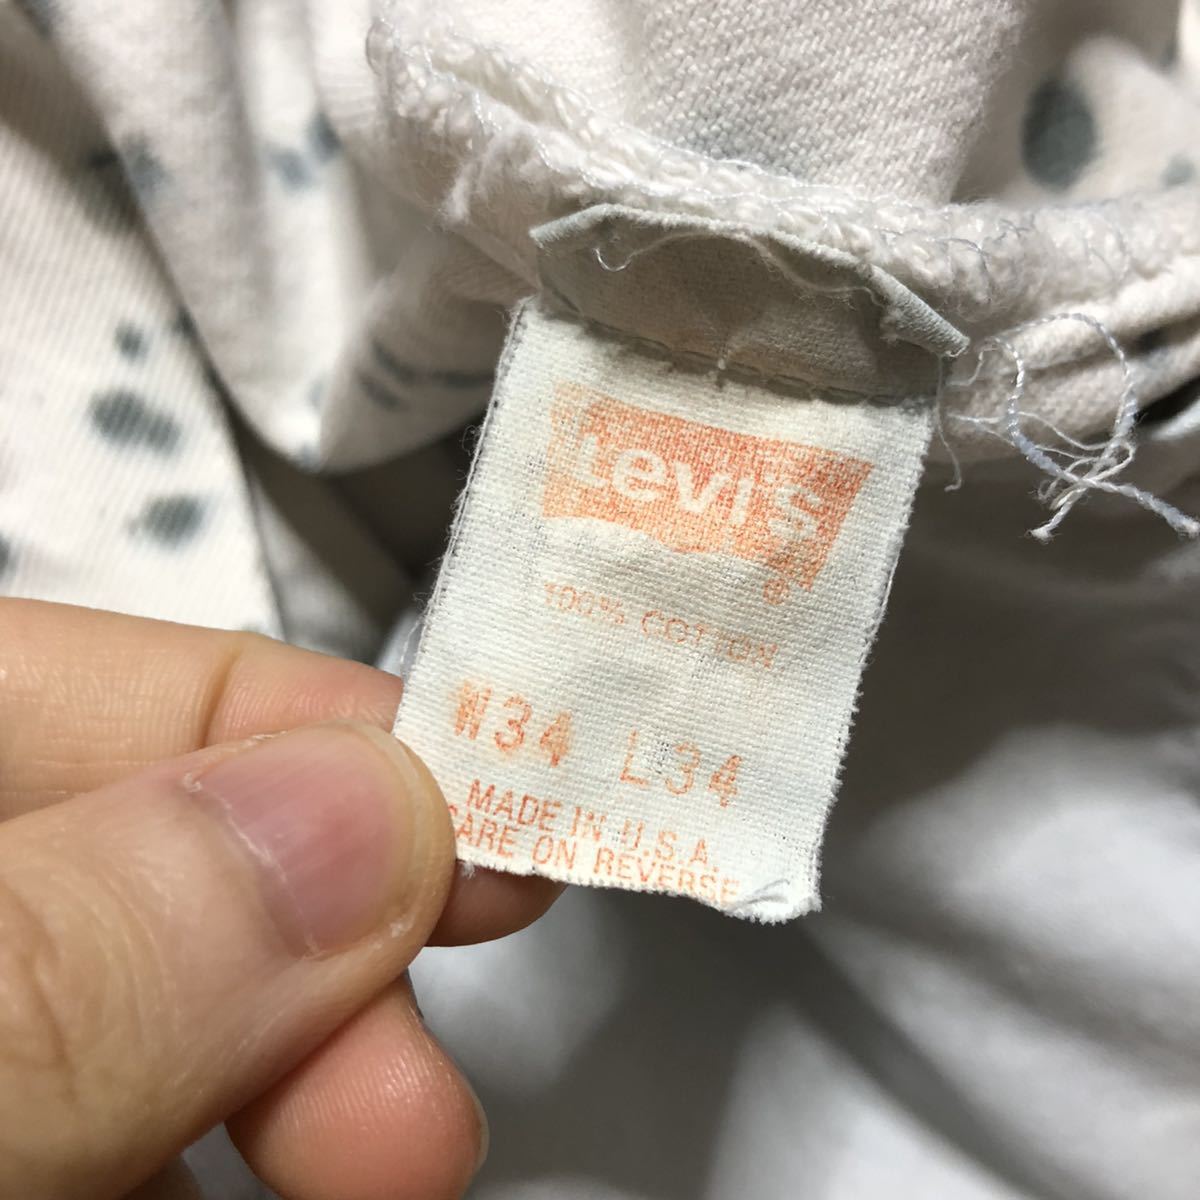 Levi's
®
100% COTTON
W34 L34
MADE IN U.S.A.
CARE ON REVERSE